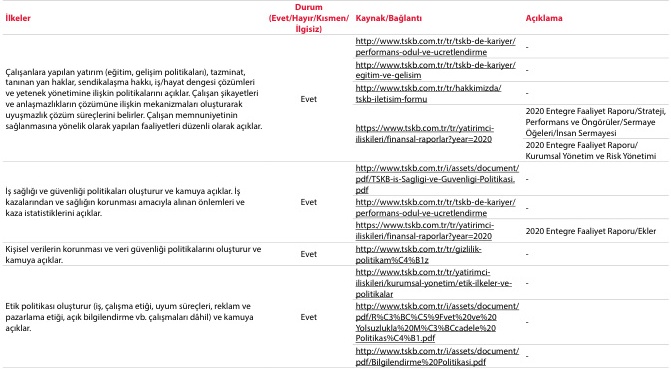 İlkeler
Durum
(Evet/Hayır/Kısmen/
İlgisiz)
Kaynak/Bağlantı
Açıklama
Çalışanlara yapılan yatırım (eğitim, gelişim politikaları), tazminat,
tanınan yan haklar, sendikalaşma hakkı, iş/hayat dengesi çözümleri
ve yetenek yönetimine ilişkin politikalarını açıklar. Çalışan şikayetleri
ve anlaşmazlıkların çözümüne ilişkin mekanizmaları oluşturarak
uyuşmazlık çözüm süreçlerini belirler. Çalışan memnuniyetinin
sağlanmasına yönelik olarak yapılan faaliyetleri düzenli olarak açıklar.
Evet
http://www.tskb.com.tr/tr/tskb-de-kariyer/
performans-odul-ve-ucretlendirme
-
http://www.tskb.com.tr/tr/tskb-de-kariyer/
egitim-ve-gelisim
-
http://www.tskb.com.tr/tr/hakkimizda/
tskb-iletisim-formu
-
https://www.tskb.com.tr/tr/yatirimci-
iliskileri/finansal-raporlar?year=2020
2020 Entegre Faaliyet Raporu/Strateji,
Performans ve Öngörüler/Sermaye
Öğeleri/İnsan Sermayesi
2020 Entegre Faaliyet Raporu/
Kurumsal Yönetim ve Risk Yönetimi
İş sağlığı ve güvenliği politikaları oluşturur ve kamuya açıklar. İş
kazalarından ve sağlığın korunması amacıyla alınan önlemleri ve
kaza istatistiklerini açıklar.
Evet
http://www.tskb.com.tr/i/assets/document/
pdf/TSKB-is-Sagligi-ve-Guvenligi-Politikasi.
pdf
-
http://www.tskb.com.tr/tr/tskb-de-kariyer/
performans-odul-ve-ucretlendirme
-
https://www.tskb.com.tr/tr/yatirimci-
iliskileri/finansal-raporlar?year=2020
2020 Entegre Faaliyet Raporu/Ekler
Kişisel verilerin korunması ve veri güvenliği politikalarını oluşturur ve
kamuya açıklar.
Evet
http://www.tskb.com.tr/tr/gizlilik-
politikam%C4%B1z
-
Etik politikası oluşturur (iş, çalışma etiği, uyum süreçleri, reklam ve
pazarlama etiği, açık bilgilendirme vb. çalışmaları dâhil) ve kamuya
açıklar.
Evet
http://www.tskb.com.tr/tr/yatirimci-
iliskileri/kurumsal-yonetim/etik-ilkeler-ve-
politikalar
-
http://www.tskb.com.tr/i/assets/document/
pdf/R%C3%BC%C5%9Fvet%20ve%20
Yolsuzlukla%20M%C3%BCcadele%20
Politikas%C4%B1.pdf
-
http://www.tskb.com.tr/i/assets/document/
pdf/Bilgilendirme%20Politikasi.pdf
-